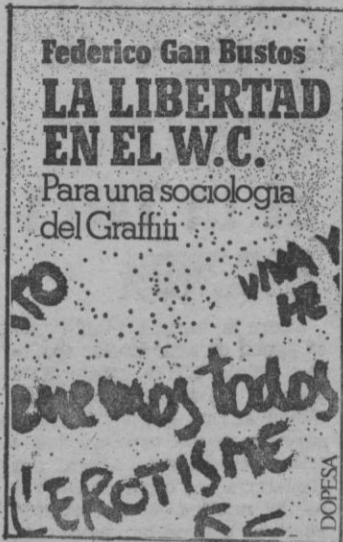 Federico Gan Bustos
LA LIBERTAD
EN EL W.C.
Para una sociologia
del Graffiti
VIVA Y
todos
L'EROTISME
DOPESA